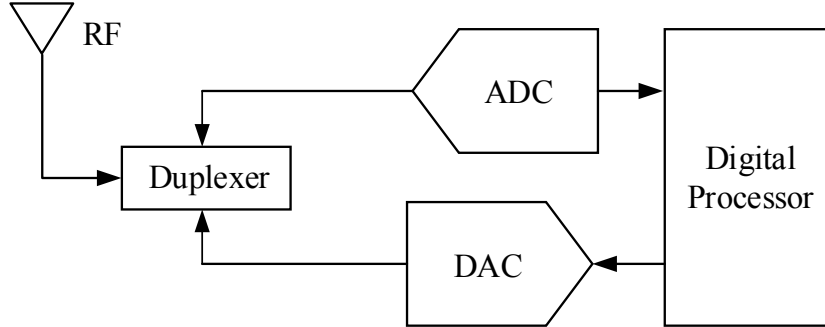 RF
ADC
Duplexer
Digital
Processor
DAC